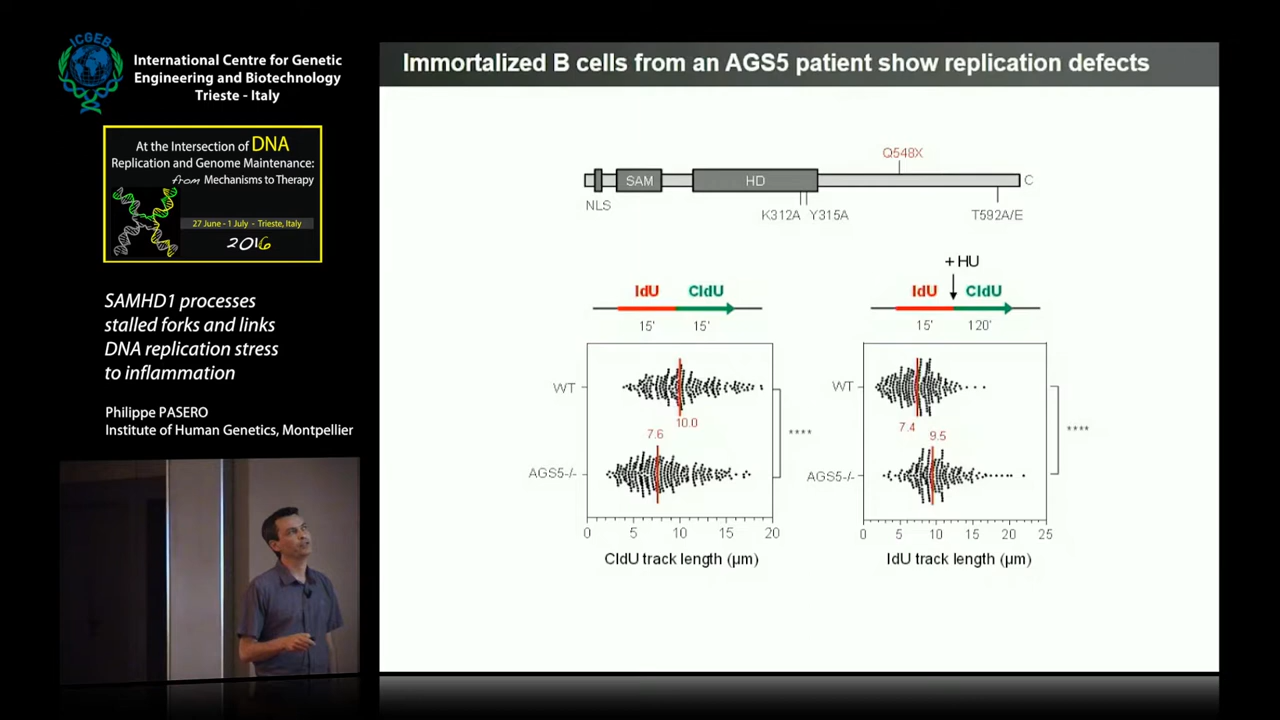 ICGEB
International Centre for Genetic
Engineering and Biotechnology
Trieste - Italy
At the Intersection of DNA
Replication and Genome Maintenance:
from Mechanisms to Therapy
27 June - 1 July - Trieste, Italy
2016
SAMHD1 processes
stalled forks and links
DNA replication stress
to inflammation
Philippe PASERO
Institute of Human Genetics, Montpellier
Immortalized B cells from an AGS5 patient show replication defects
Q548X
SAM
HD
C
NLS
K312A
Y315A
T592A/E
IdU
CldU
15'
15'
WT
10.0
7.6
****
AGS5-/-
0
5
10
15
20
CldU track length (µm)
+ HU
IdU
CldU
15'
120'
WT
7.4
9.5
****
AGS5-/-
0
5
10
15
20
25
IdU track length (µm)